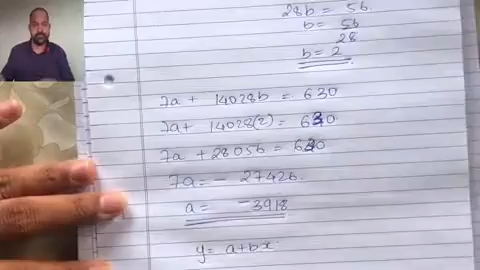 28b = 56
b = 56
28
b = 2
7a + 14028b = 630
7a + 14028(2) = 630
7a + 28056 = 630
7a = - 27426
a = -3918
y = a+bx